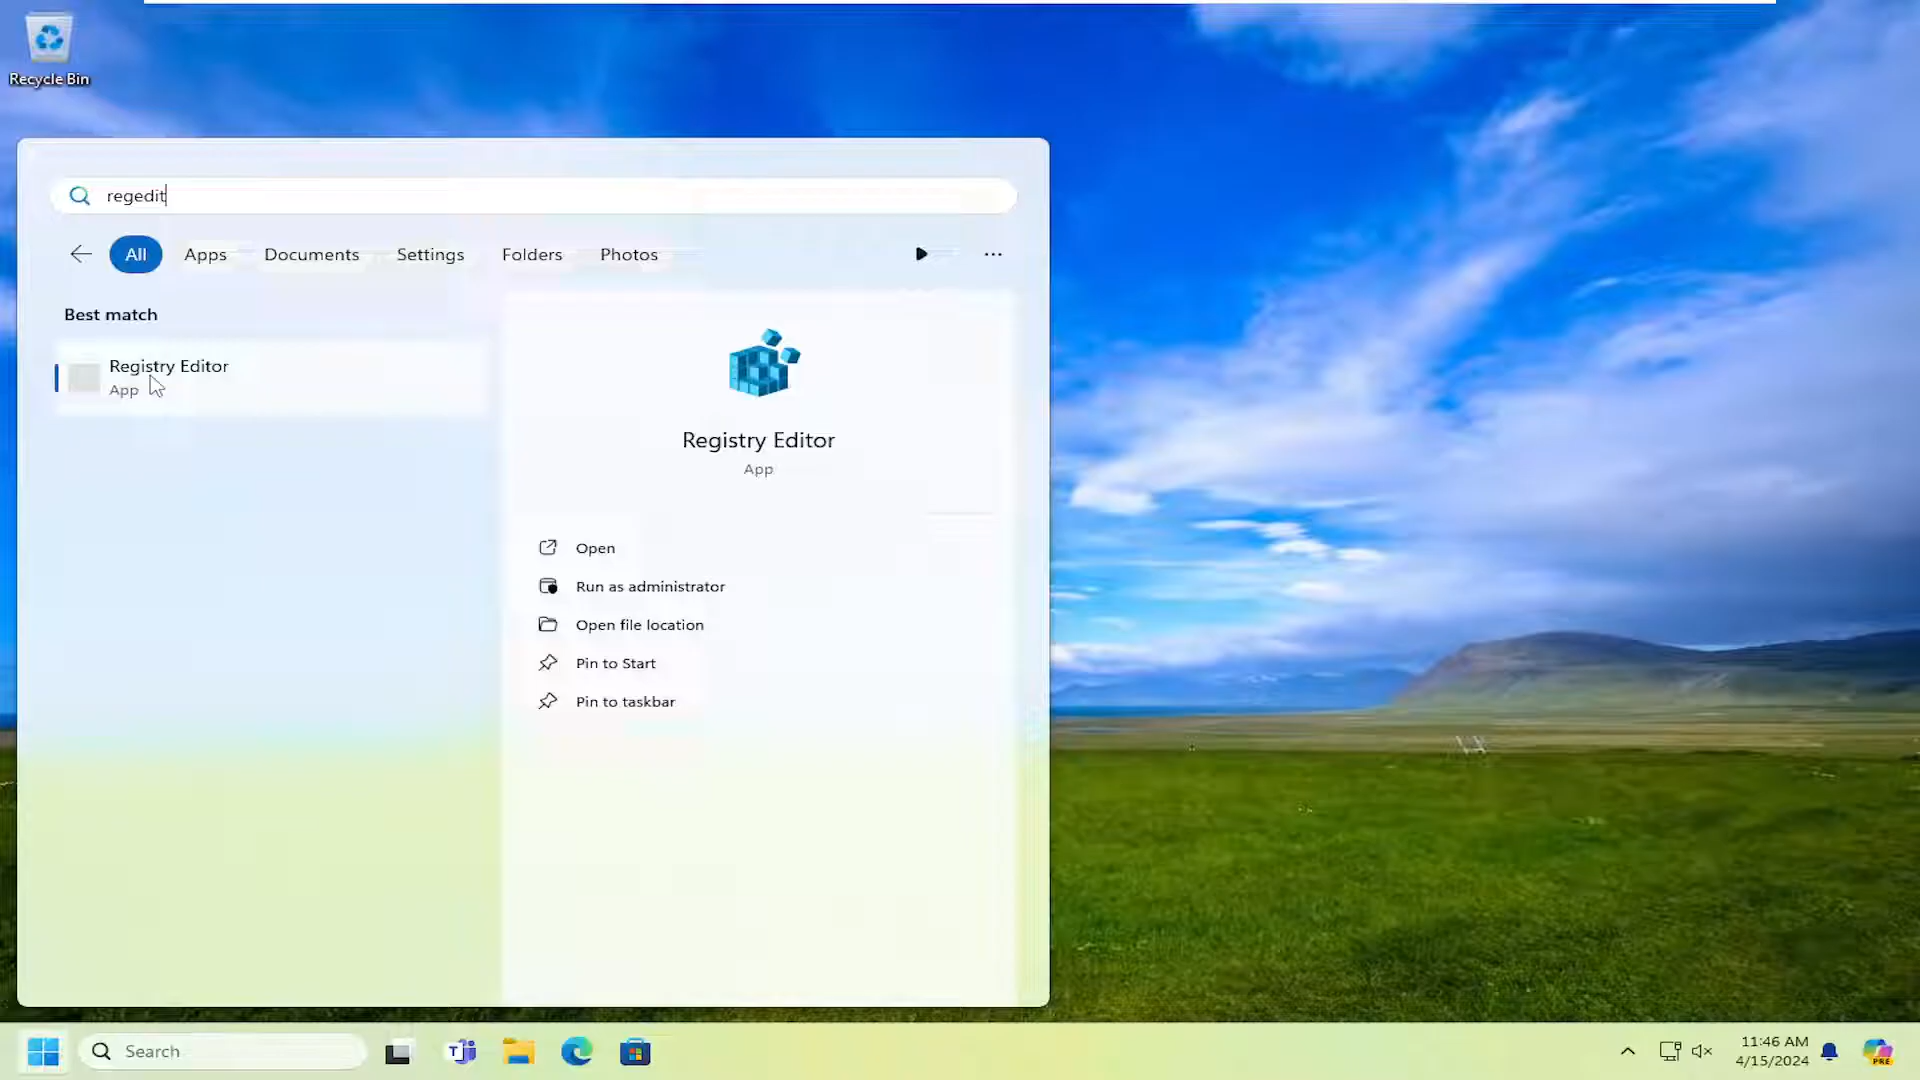 Recycle Bin
regedit
All Apps Documents Settings Folders Photos
Best match
Registry Editor
App
Registry Editor
App
Open
Run as administrator
Open file location
Pin to Start
Pin to taskbar
Search
11:46 AM
4/15/2024
PRE